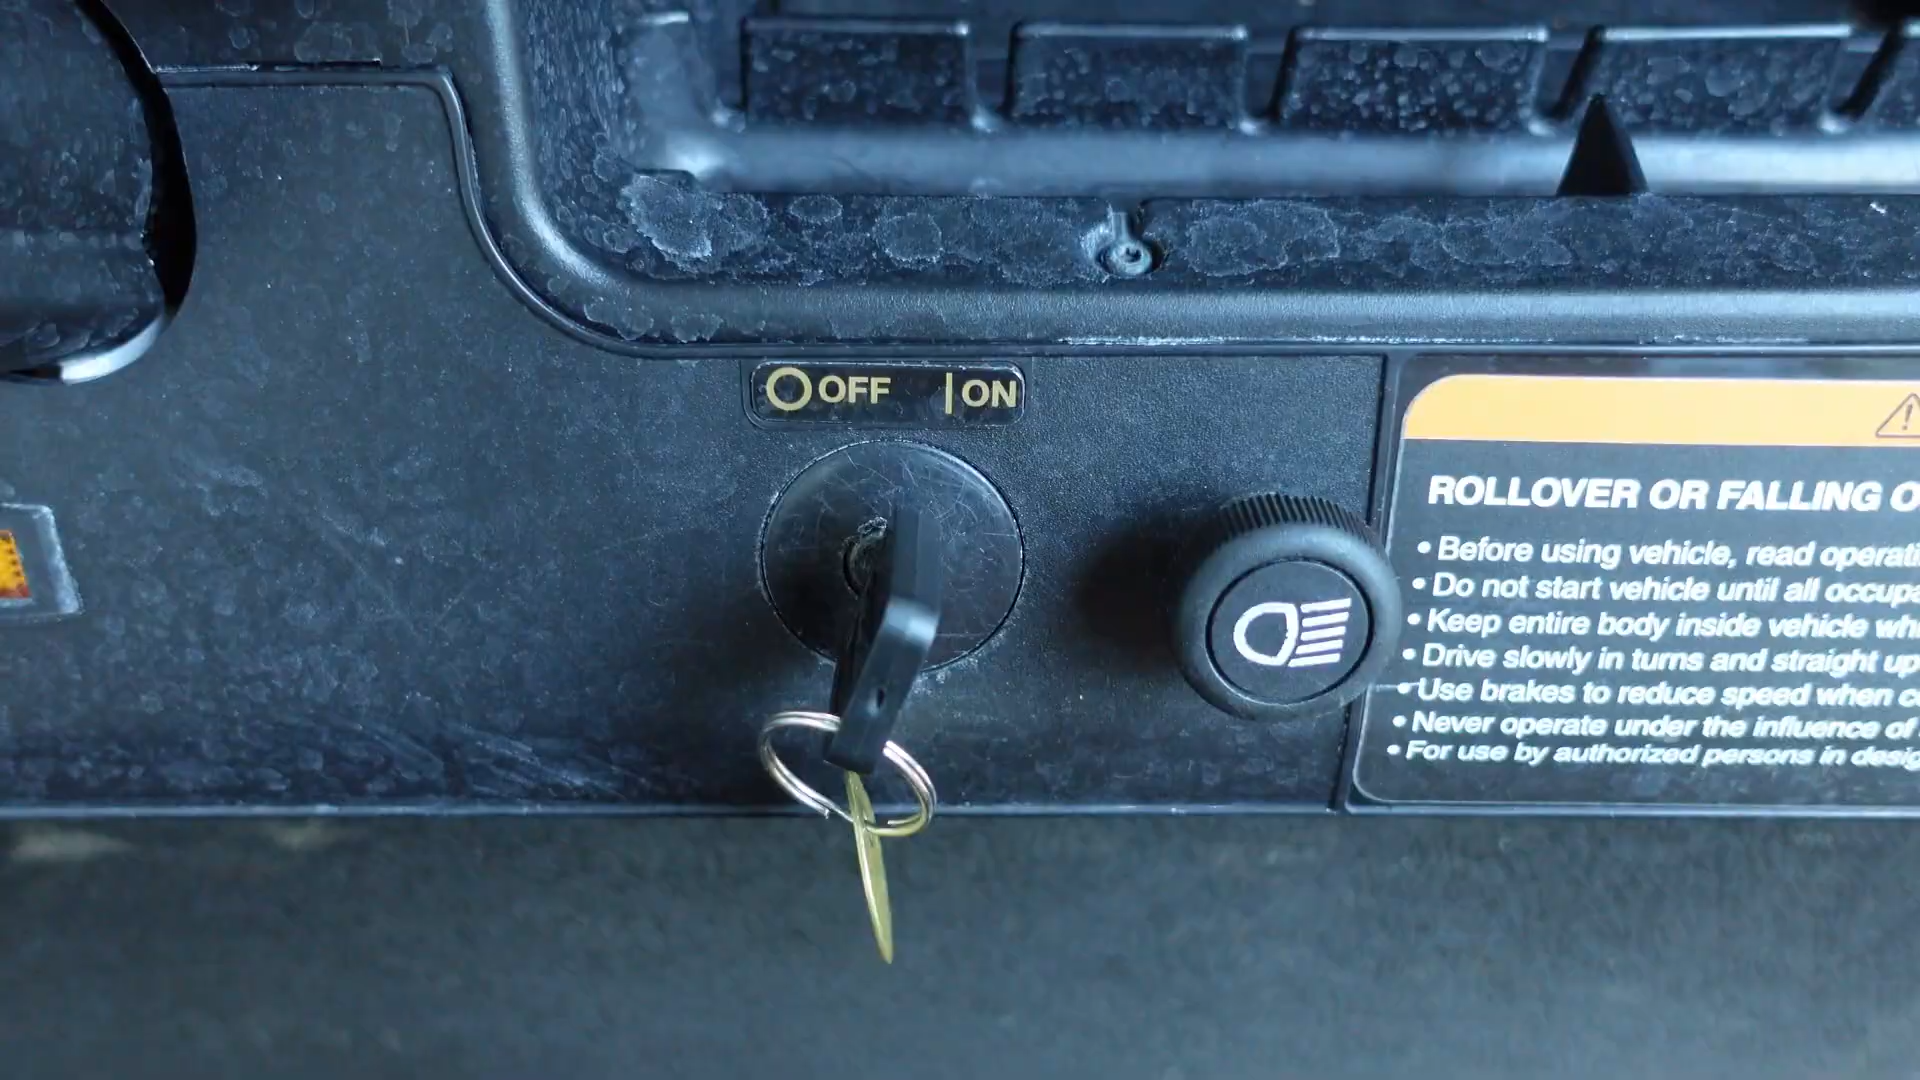 OFF | ON
ROLLOVER OR FALLING
• Before using vehicle, read
• Do not start vehicle until all
• Keep entire body inside vehicle
• Drive slowly in turns and straight
• Use brakes to reduce speed when
• Never operate under the influence of
• For use by authorized persons in